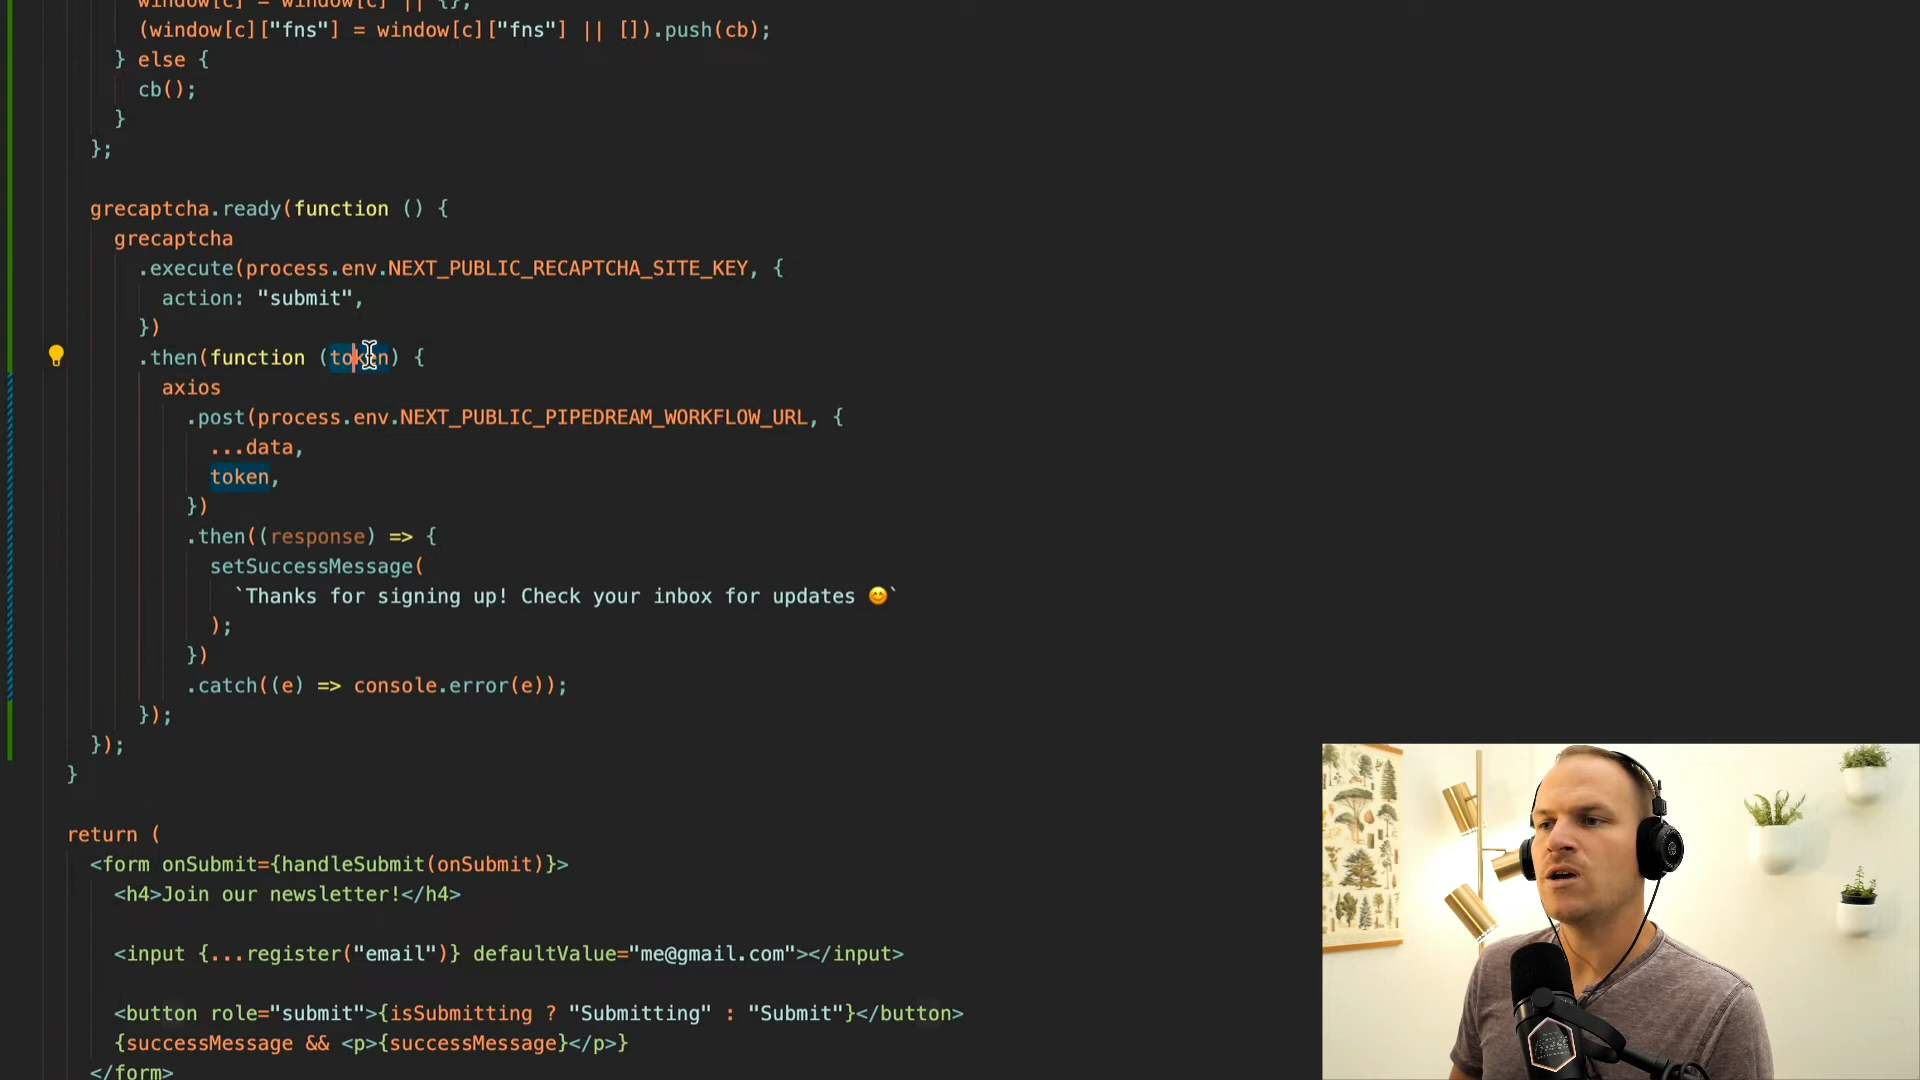 window[c] = window[c] || {};
(window[c]["fns"] = window[c]["fns"] || []).push(cb);
} else {
cb();
}
};
grecaptcha.ready(function () {
grecaptcha
.execute(process.env.NEXT_PUBLIC_RECAPTCHA_SITE_KEY, {
action: "submit",
})
.then(function (token) {
axios
.post(process.env.NEXT_PUBLIC_PIPEDREAM_WORKFLOW_URL, {
...data,
token,
})
.then((response) => {
setSuccessMessage(
`Thanks for signing up! Check your inbox for updates 😊`
);
})
.catch((e) => console.error(e));
});
});
}
return (
<form onSubmit={handleSubmit(onSubmit)}>
<h4>Join our newsletter!</h4>
<input {...register("email")} defaultValue="me@gmail.com"></input>
<button role="submit">{isSubmitting ? "Submitting" : "Submit"}</button>
{successMessage && <p>{successMessage}</p>}
</form>